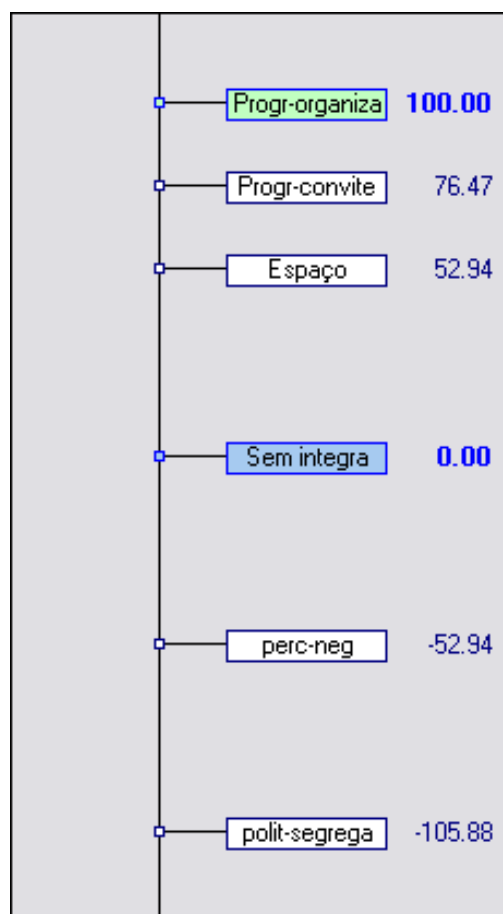 Progr-organiza 100.00
Progr-convite 76.47
Espaço 52.94
Sem integra 0.00
perc-neg -52.94
polit-segrega -105.88